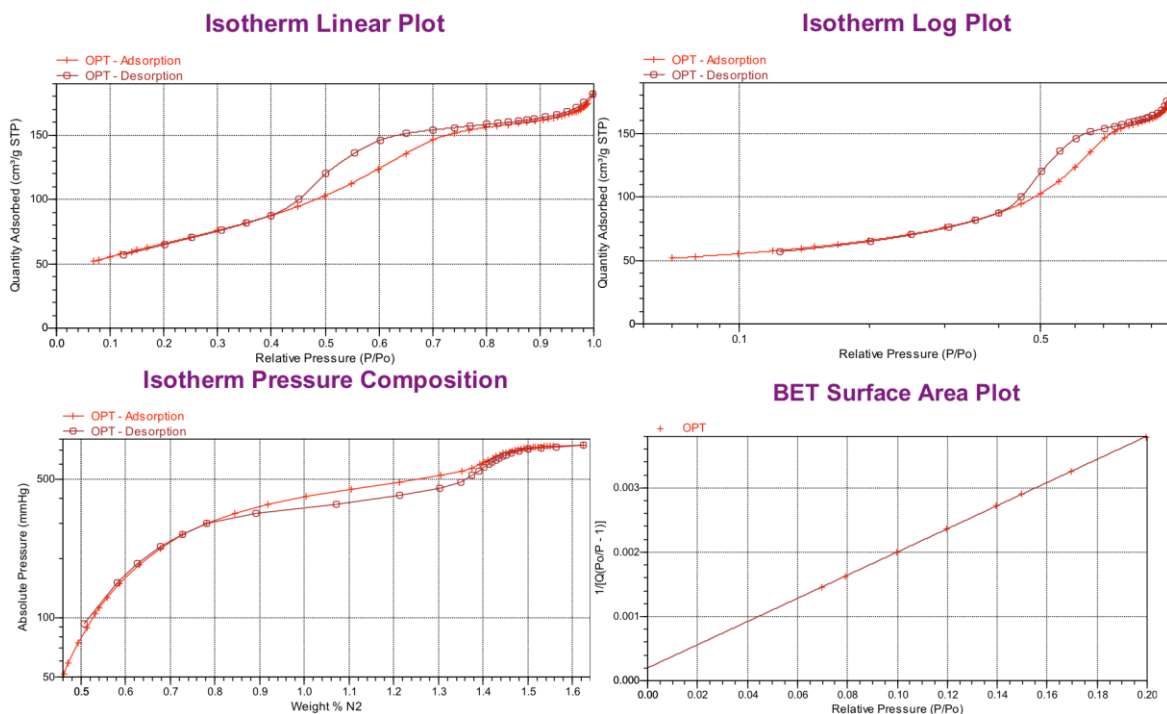 Isotherm Linear Plot
OPT - Adsorption
OPT - Desorption
Quantity Adsorbed (cm³/g STP)
150
100
50
0
0.0 0.1 0.2 0.3 0.4 0.5 0.6 0.7 0.8 0.9 1.0
Relative Pressure (P/Po)
Isotherm Log Plot
OPT - Adsorption
OPT - Desorption
Quantity Adsorbed (cm³/g STP)
150
100
50
0
0.1 0.5
Relative Pressure (P/Po)
Isotherm Pressure Composition
OPT - Adsorption
OPT - Desorption
Absolute Pressure (mmHg)
500
100
50
0.5 0.6 0.7 0.8 0.9 1.0 1.1 1.2 1.3 1.4 1.5 1.6
Weight % N2
BET Surface Area Plot
OPT
1/[Q(Po/P - 1)]
0.003
0.002
0.001
0.000
0.00 0.02 0.04 0.06 0.08 0.10 0.12 0.14 0.16 0.18 0.20
Relative Pressure (P/Po)